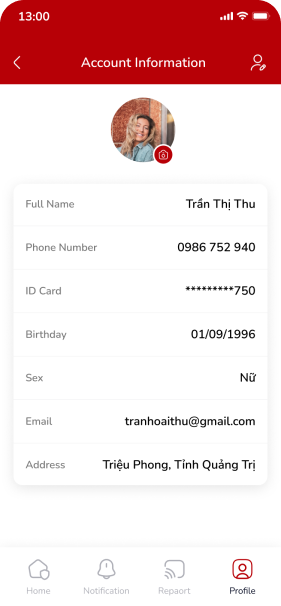 13:00
Account Information
Full Name Trần Thị Thu
Phone Number 0986 752 940
ID Card *********750
Birthday 01/09/1996
Sex Nữ
Email tranhoaithu@gmail.com
Address Triệu Phong, Tỉnh Quảng Trị
Home Notification Repaort Profile